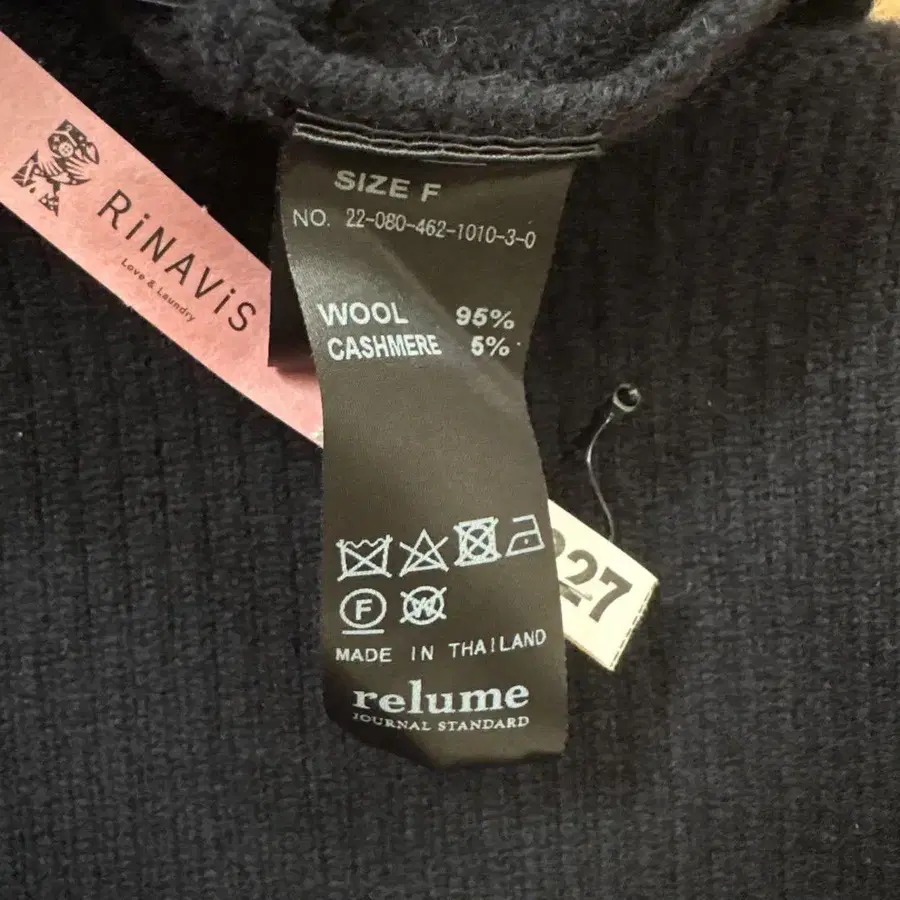 RiNAViS
Love & Laundry
SIZE F
NO. 22-080-462-1010-3-0
WOOL 95%
CASHMERE 5%
F
W
MADE IN THAILAND
relume
JOURNAL STANDARD
27